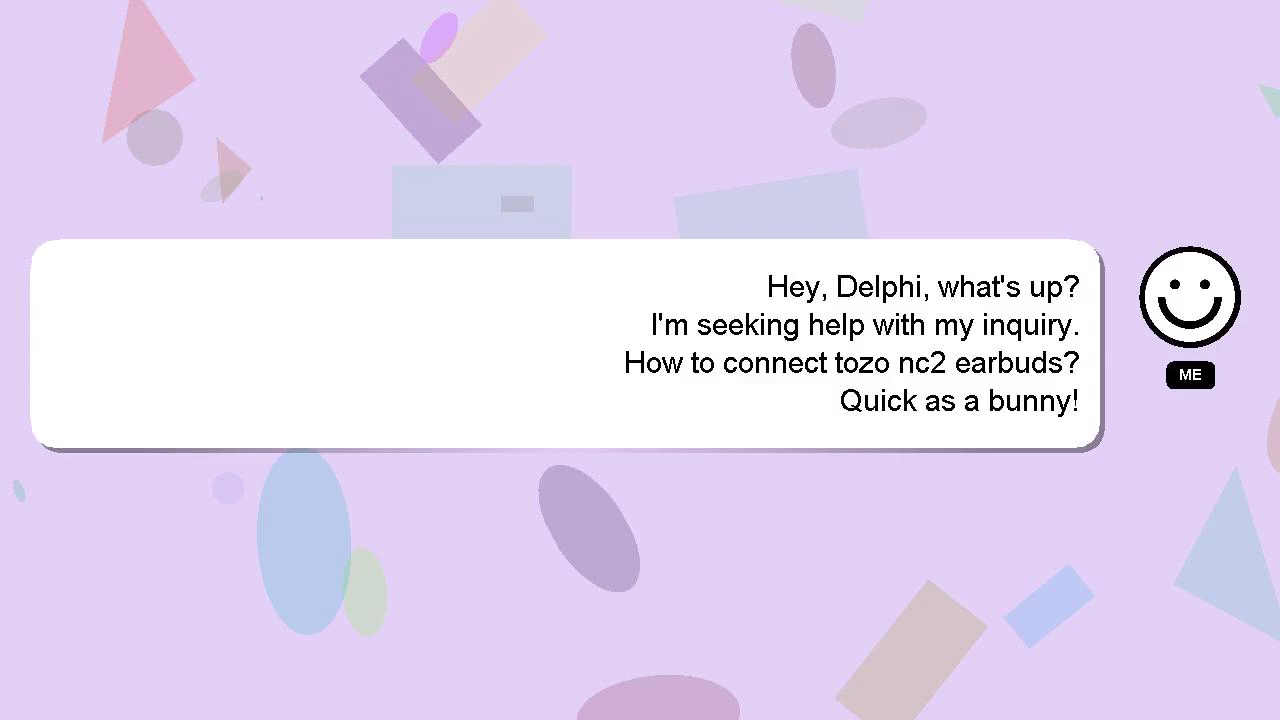 Hey, Delphi, what's up?
I'm seeking help with my inquiry.
How to connect tozo nc2 earbuds?
Quick as a bunny!
ME